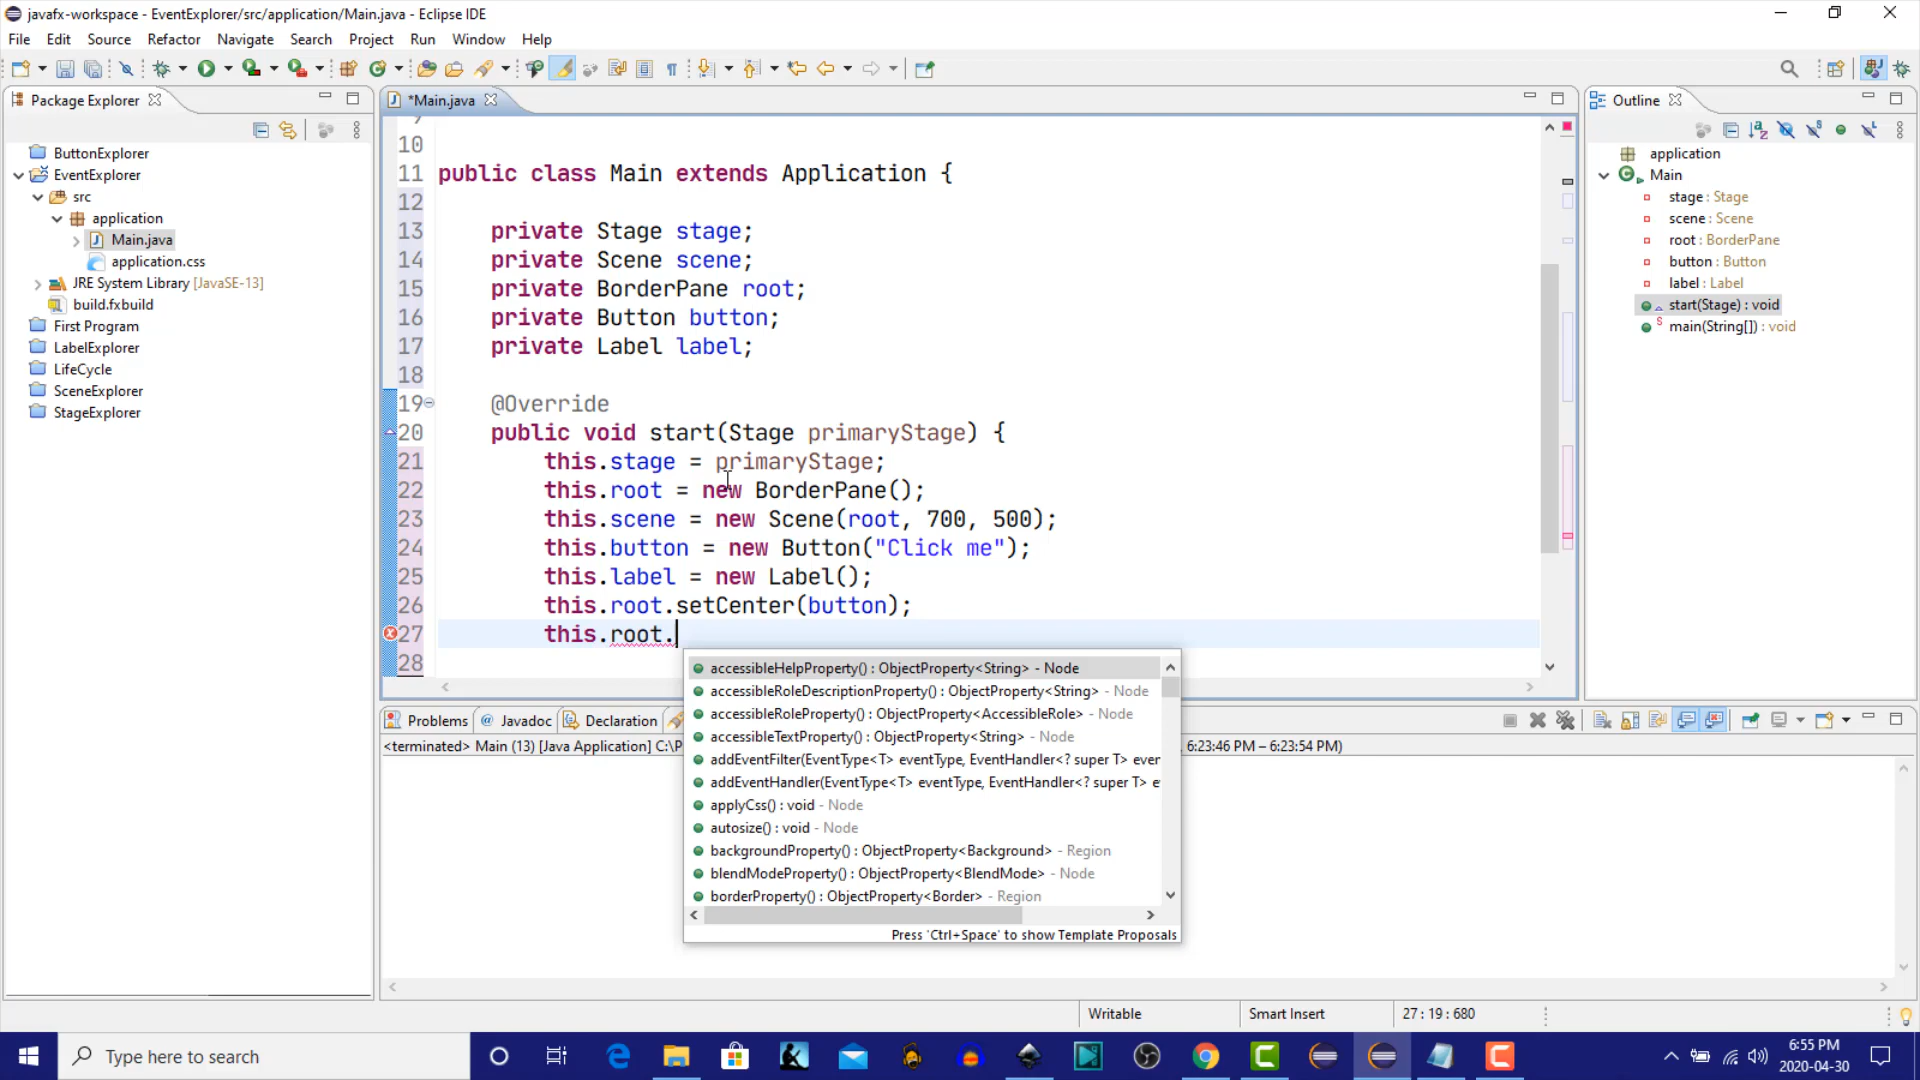 javafx-workspace - EventExplorer/src/application/Main.java - Eclipse IDE
File Edit Source Refactor Navigate Search Project Run Window Help
Package Explorer
ButtonExplorer
EventExplorer
src
application
Main.java
application.css
JRE System Library [JavaSE-13]
build.fxbuild
First Program
LabelExplorer
LifeCycle
SceneExplorer
StageExplorer
*Main.java
9
10
11 public class Main extends Application {
12
13 private Stage stage;
14 private Scene scene;
15 private BorderPane root;
16 private Button button;
17 private Label label;
18
19 @Override
20 public void start(Stage primaryStage) {
21 this.stage = primaryStage;
22 this.root = new BorderPane();
23 this.scene = new Scene(root, 700, 500);
24 this.button = new Button("Click me");
25 this.label = new Label();
26 this.root.setCenter(button);
27 this.root.
28
accessibleHelpProperty() : ObjectProperty<String> - Node
accessibleRoleDescriptionProperty() : ObjectProperty<String> - Node
accessibleRoleProperty() : ObjectProperty<AccessibleRole> - Node
accessibleTextProperty() : ObjectProperty<String> - Node
addEventFilter(EventType<T> eventType, EventHandler<? super T> ever
addEventHandler(EventType<T> eventType, EventHandler<? super T> e
applyCss() : void - Node
autosize() : void - Node
backgroundProperty() : ObjectProperty<Background> - Region
blendModeProperty() : ObjectProperty<BlendMode> - Node
borderProperty() : ObjectProperty<Border> - Region
Press 'Ctrl+Space' to show Template Proposals
Outline
application
Main
stage : Stage
scene : Scene
root : BorderPane
button : Button
label : Label
start(Stage) : void
main(String[]) : void
Problems Javadoc Declaration
<terminated> Main (13) [Java Application] C:\P 6:23:46 PM – 6:23:54 PM)
Writable Smart Insert 27 : 19 : 680
Type here to search
6:55 PM
2020-04-30